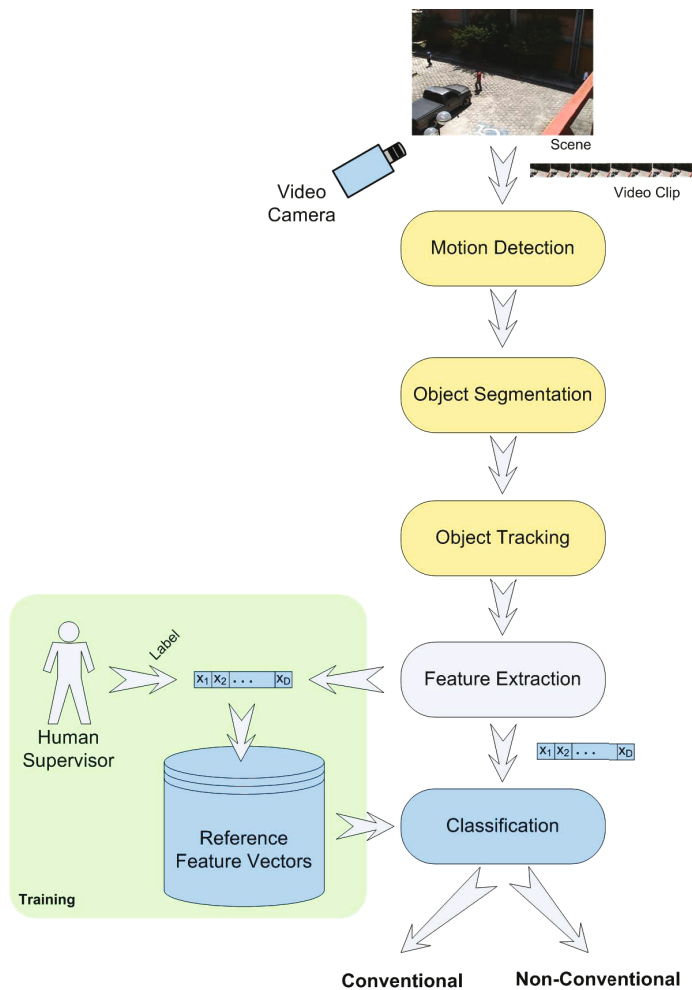 Scene
Video Clip
Video
Camera
Motion Detection
Object Segmentation
Object Tracking
Feature Extraction
Label
x1 x2 . . . xD
Human
Supervisor
x1 x2 . . . xD
Reference
Feature Vectors
Classification
Training
Conventional
Non-Conventional